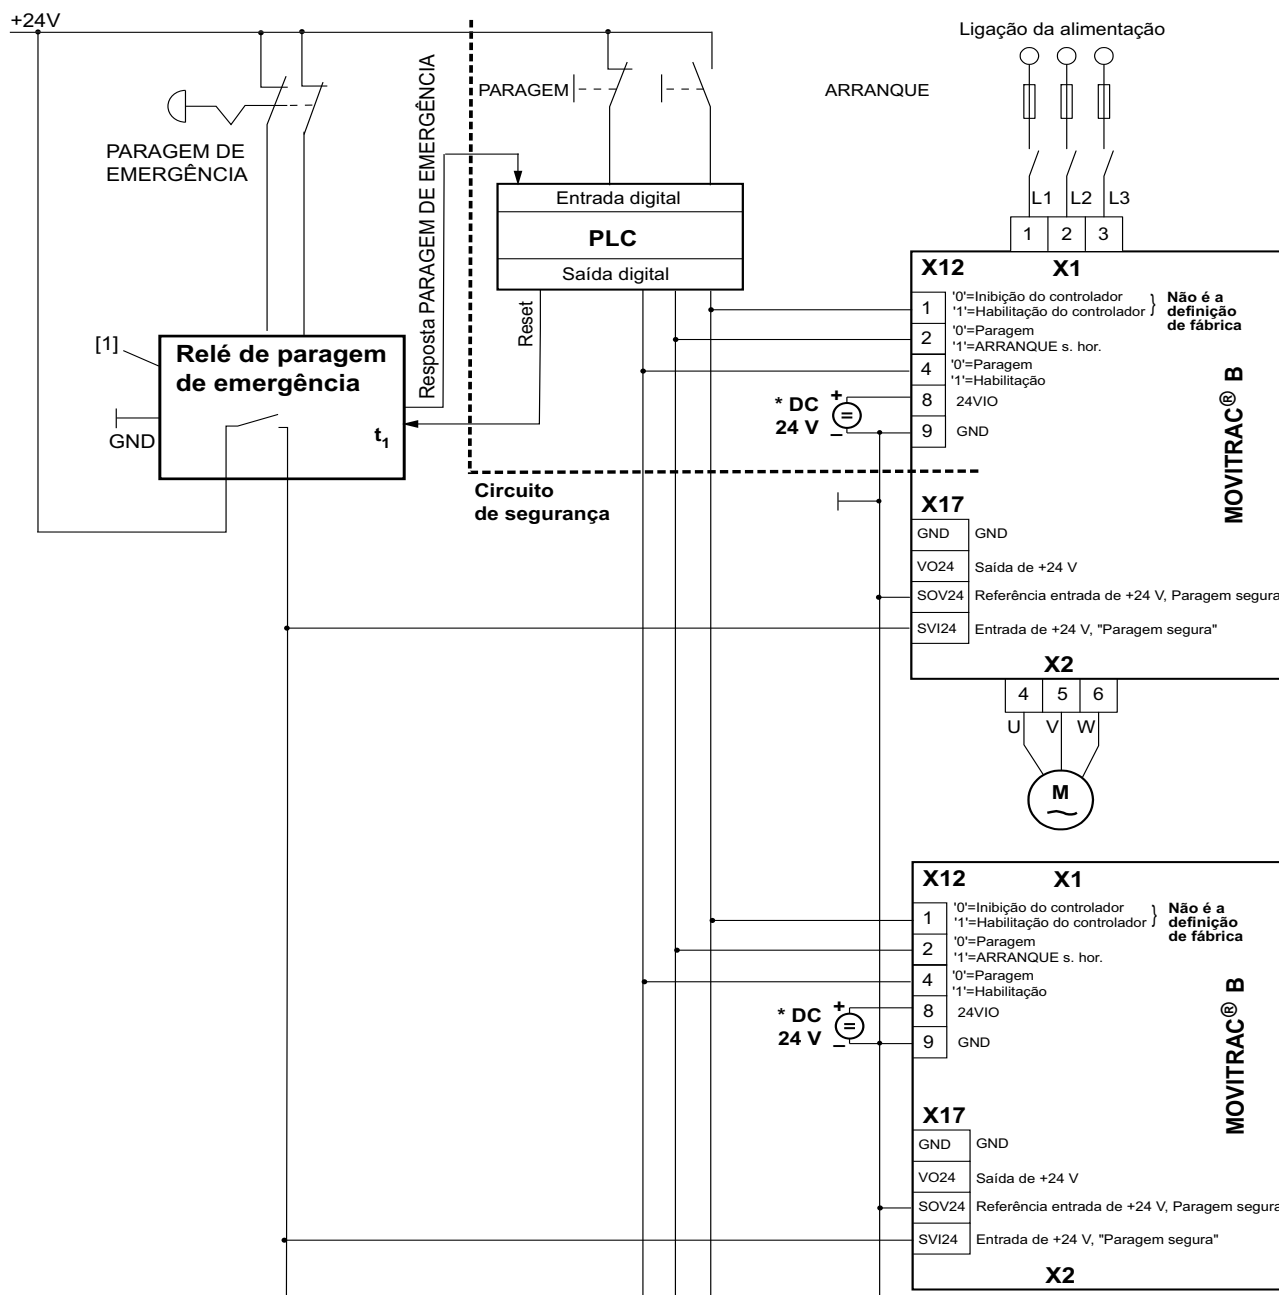 +24V
Ligação da alimentação
PARAGEM
ARRANQUE
PARAGEM DE
EMERGÊNCIA
Resposta PARAGEM DE EMERGÊNCIA
Entrada digital
PLC
Saída digital
Reset
L1 L2 L3
1 2 3
[1]
Relé de paragem
de emergência
t1
GND
Circuito
de segurança
X12 X1
1 '0'=Inibição do controlador
'1'=Habilitação do controlador
} Não é a
definição
de fábrica
2 '0'=Paragem
'1'=ARRANQUE s. hor.
4 '0'=Paragem
'1'=Habilitação
* DC
24 V
+
=
–
8 24VIO
9 GND
MOVITRAC® B
X17
GND GND
VO24 Saída de +24 V
SOV24 Referência entrada de +24 V, Paragem segura
SVI24 Entrada de +24 V, "Paragem segura"
X2
4 5 6
U V W
M
X12 X1
1 '0'=Inibição do controlador
'1'=Habilitação do controlador
} Não é a
definição
de fábrica
2 '0'=Paragem
'1'=ARRANQUE s. hor.
4 '0'=Paragem
'1'=Habilitação
* DC
24 V
+
=
–
8 24VIO
9 GND
MOVITRAC® B
X17
GND GND
VO24 Saída de +24 V
SOV24 Referência entrada de +24 V, Paragem segura
SVI24 Entrada de +24 V, "Paragem segura"
X2